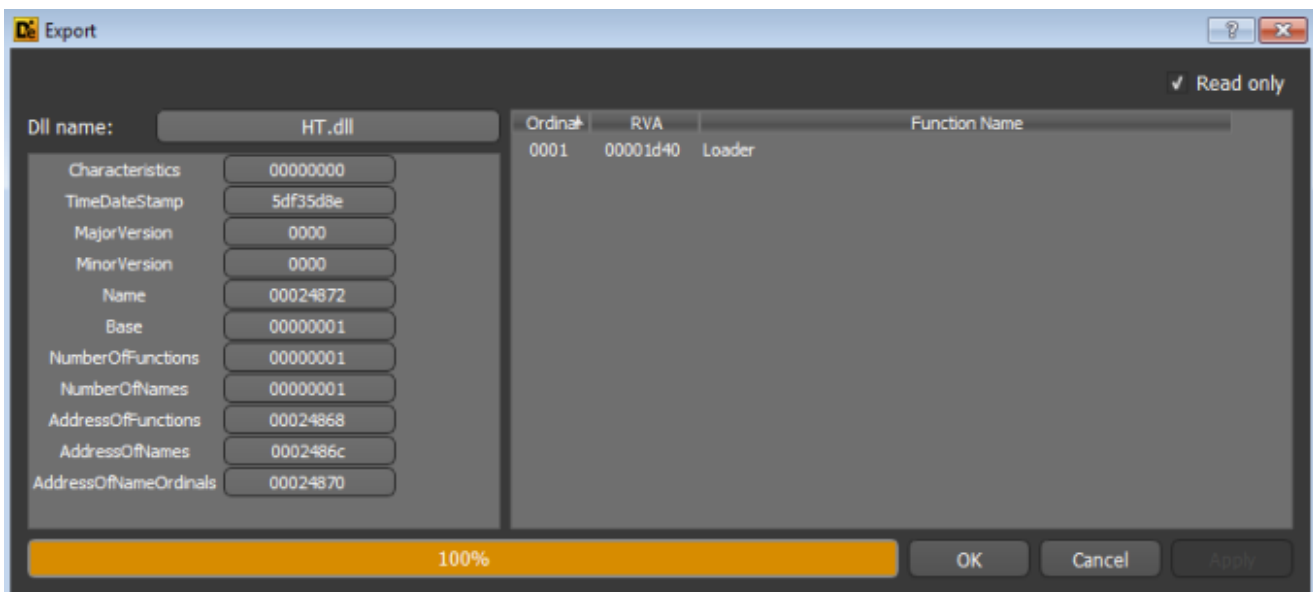 Export
Read only
Dll name: HT.dll
Ordinal RVA Function Name
0001 00001d40 Loader
Characteristics 00000000
TimeDateStamp 5df35d8e
MajorVersion 0000
MinorVersion 0000
Name 00024872
Base 00000001
NumberOfFunctions 00000001
NumberOfNames 00000001
AddressOfFunctions 00024868
AddressOfNames 0002486c
AddressOfNameOrdinals 00024870
100% OK Cancel Apply